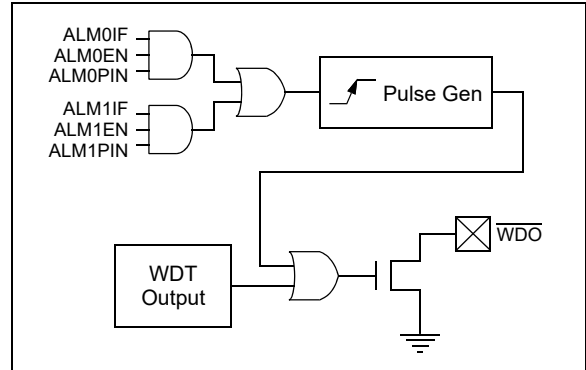 ALM0IF
ALM0EN
ALM0PIN
ALM1IF
ALM1EN
ALM1PIN
Pulse Gen
WDO
WDT
Output